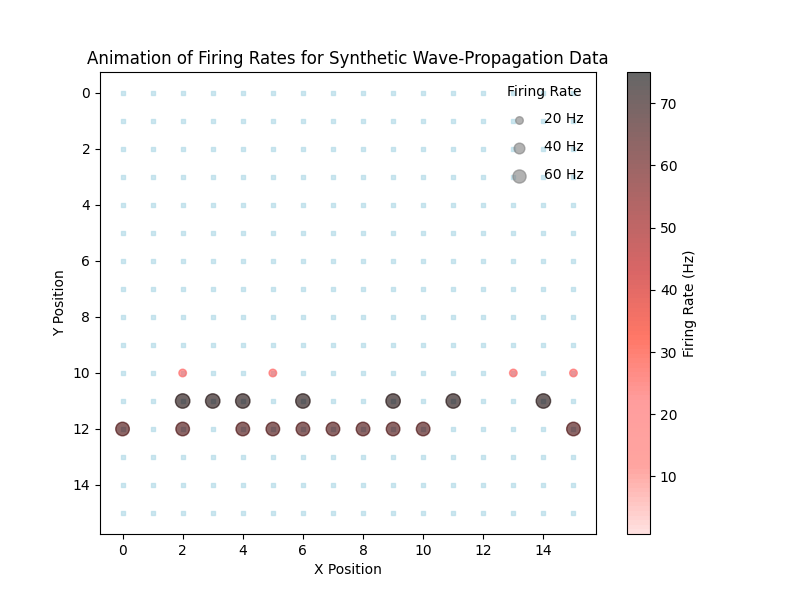 Animation of Firing Rates for Synthetic Wave-Propagation Data
Firing Rate
20 Hz
40 Hz
60 Hz
0
2
4
6
8
10
12
14
Y Position
0 2 4 6 8 10 12 14
X Position
70
60
50
40
30
20
10
Firing Rate (Hz)